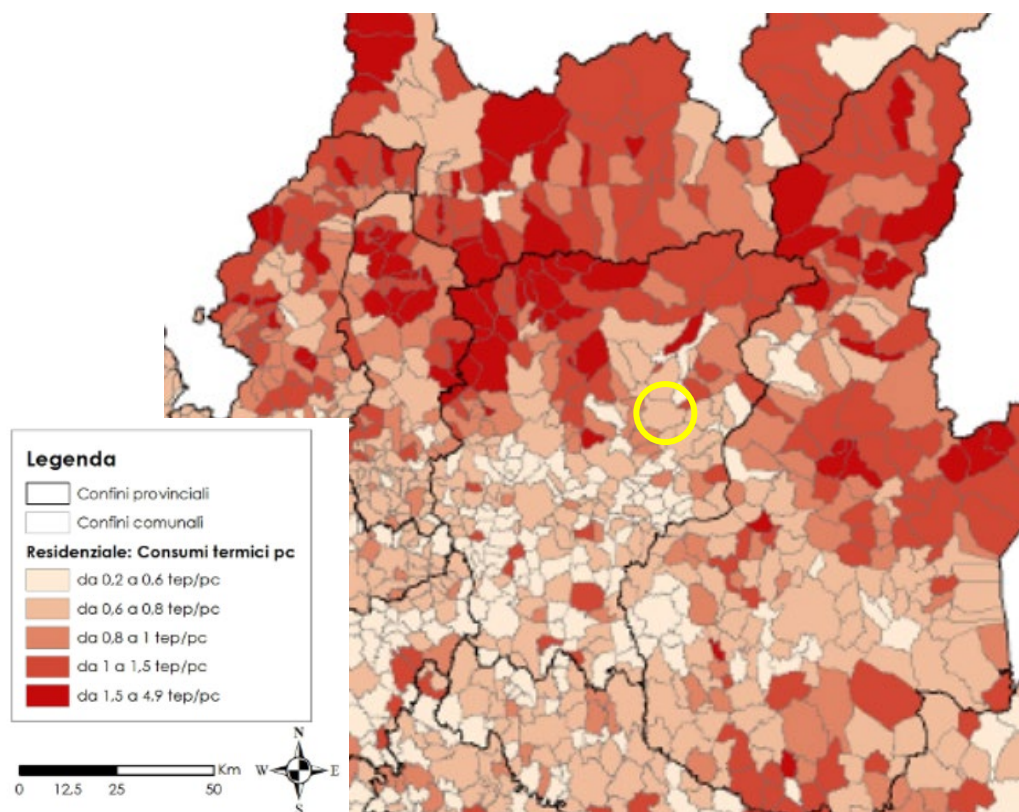 Legenda
Confini provinciali
Confini comunali
Residenziale: Consumi termici pc
da 0,2 a 0,6 tep/pc
da 0,6 a 0,8 tep/pc
da 0,8 a 1 tep/pc
da 1 a 1,5 tep/pc
da 1,5 a 4,9 tep/pc
N
Km W E
0 12,5 25 50
S